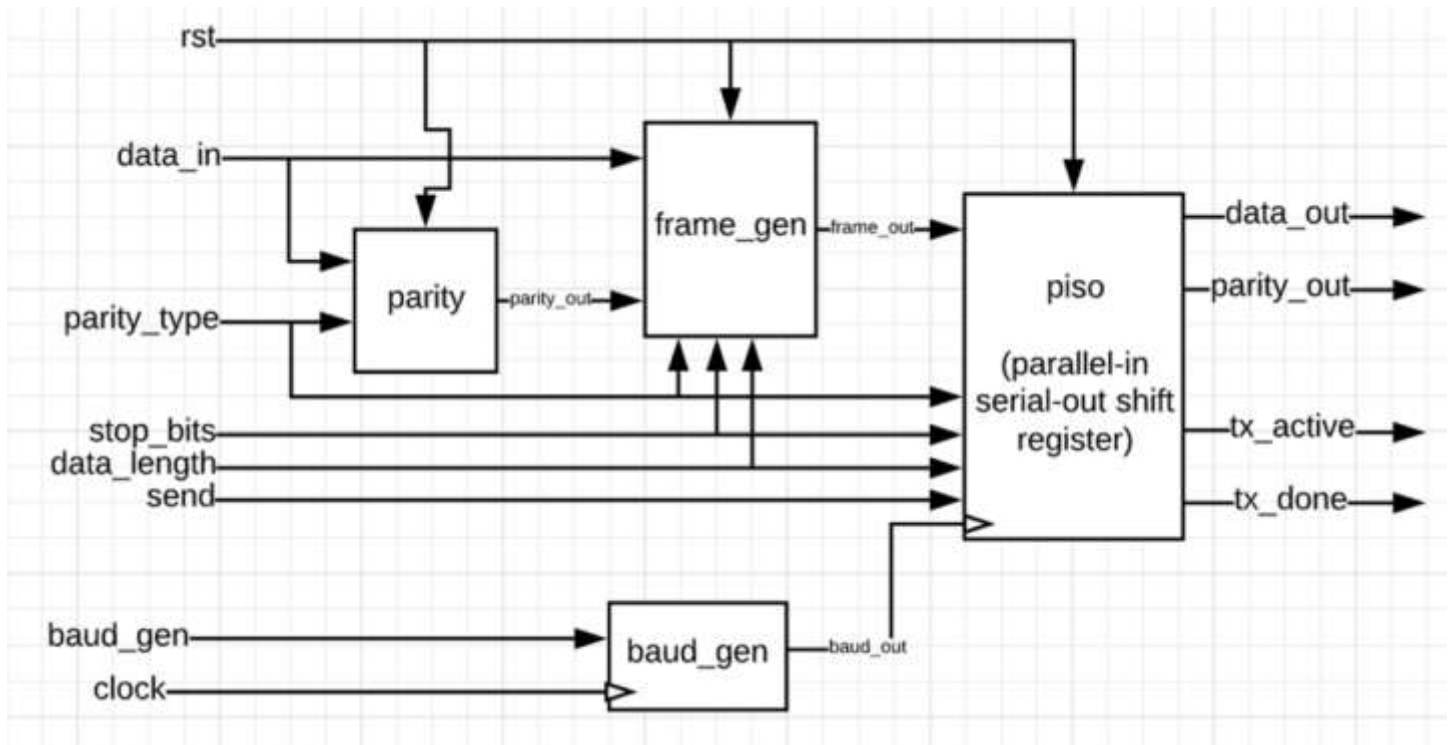 rst
data_in
frame_gen
frame_out
data_out
parity
parity_out
piso
parity_out
parity_type
(parallel-in
serial-out shift
register)
stop_bits
tx_active
data_length
send
tx_done
baud_gen
baud_gen
baud_out
clock